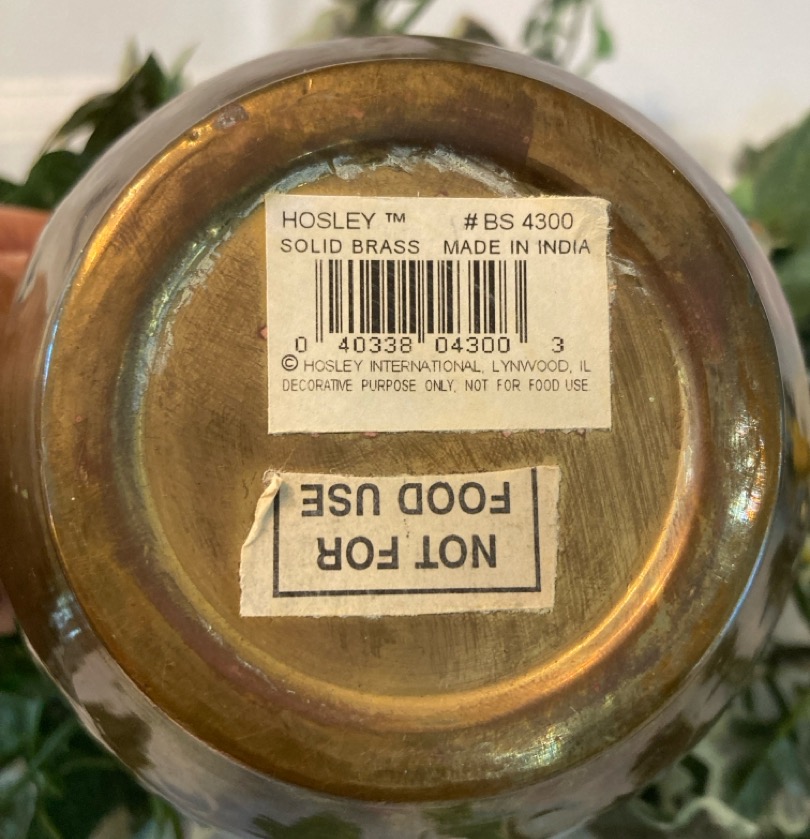 HOSLEY ™ # BS 4300
SOLID BRASS MADE IN INDIA
0 40338 04300 3
© HOSLEY INTERNATIONAL, LYNWOOD, IL
DECORATIVE PURPOSE ONLY, NOT FOR FOOD USE
NOT FOR
FOOD USE